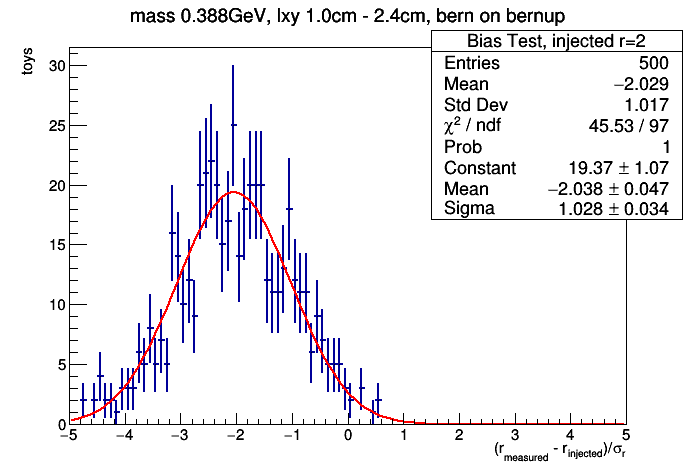 mass 0.388GeV, lxy 1.0cm - 2.4cm, bern on bernup
toys
Bias Test, injected r=2
Entries 500
Mean −2.029
Std Dev 1.017
χ² / ndf 45.53 / 97
Prob 1
Constant 19.37 ± 1.07
Mean −2.038 ± 0.047
Sigma 1.028 ± 0.034
30
25
20
15
10
5
0
−5 −4 −3 −2 −1 0 1 2 3 4 5
(r_measured - r_injected)/σ_r